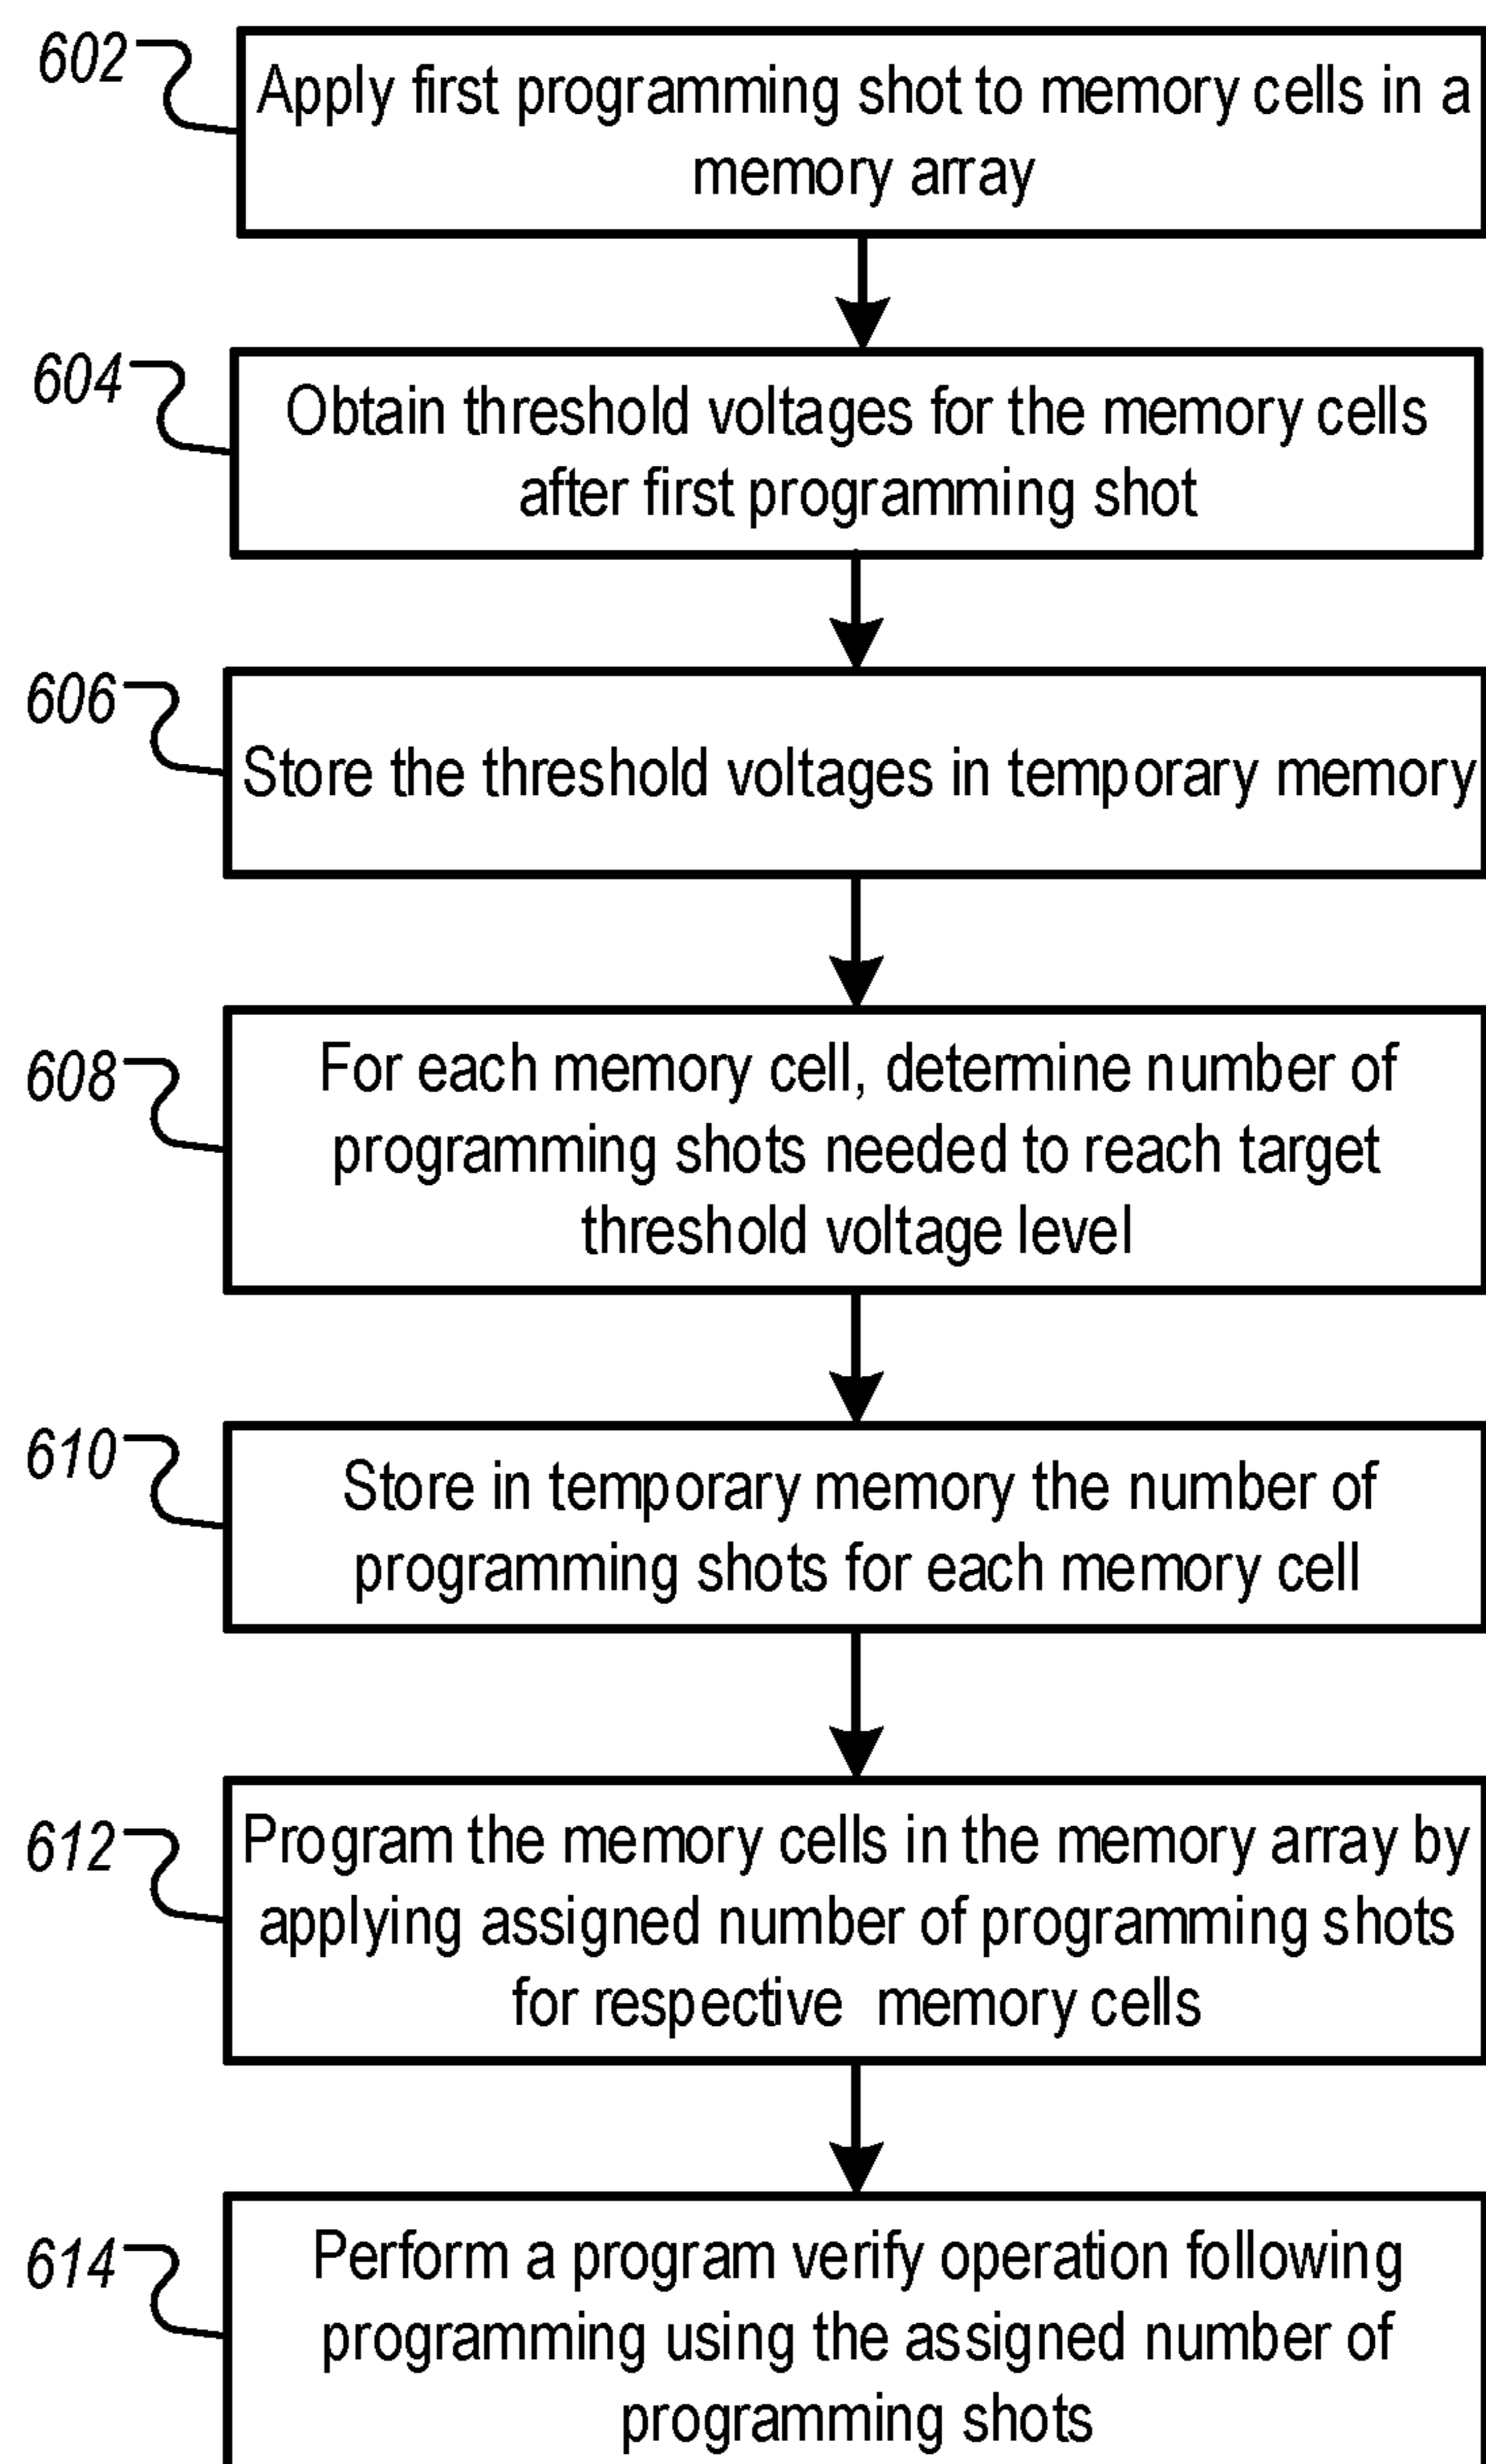 602
Apply first programming shot to memory cells in a
memory array
604
Obtain threshold voltages for the memory cells
after first programming shot
606
Store the threshold voltages in temporary memory
608
For each memory cell, determine number of
programming shots needed to reach target
threshold voltage level
610
Store in temporary memory the number of
programming shots for each memory cell
612
Program the memory cells in the memory array by
applying assigned number of programming shots
for respective memory cells
614
Perform a program verify operation following
programming using the assigned number of
programming shots